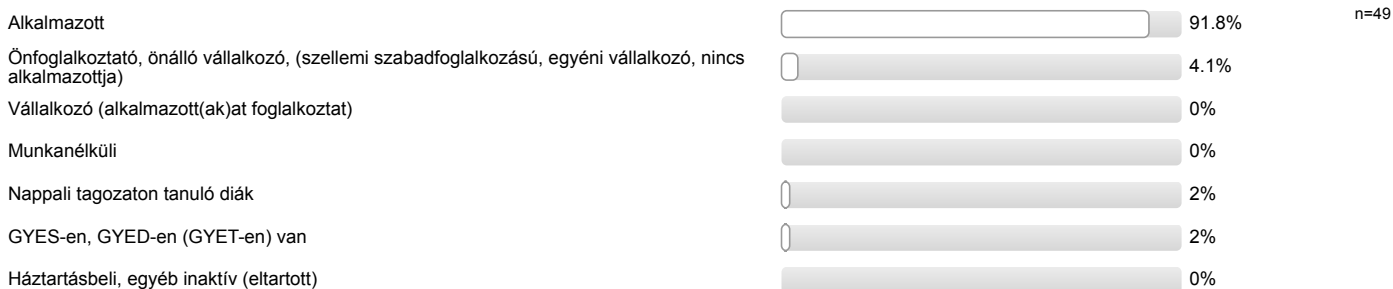 Alkalmazott 91.8% n=49
Önfoglalkoztató, önálló vállalkozó, (szellemi szabadfoglalkozású, egyéni vállalkozó, nincs
alkalmazottja) 4.1%
Vállalkozó (alkalmazott(ak)at foglalkoztat) 0%
Munkanélküli 0%
Nappali tagozaton tanuló diák 2%
GYES-en, GYED-en (GYET-en) van 2%
Háztartásbeli, egyéb inaktív (eltartott) 0%